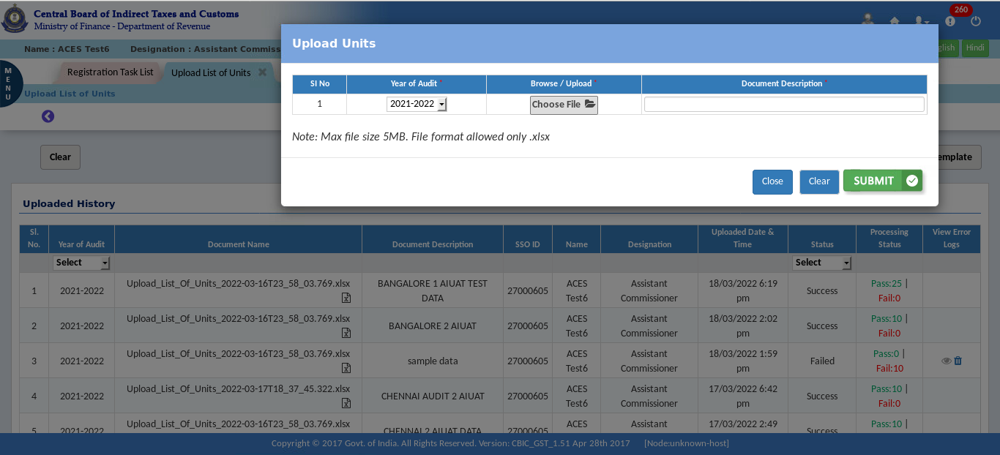 Central Board of Indirect Taxes and Customs
Ministry of Finance - Department of Revenue
260
Name : ACES Test6 Designation : Assistant Commiss
glish Hindi
MENU
Registration Task List Upload List of Units
Upload List of Units
Upload Units
Sl No Year of Audit * Browse / Upload * Document Description *
1 2021-2022 Choose File
Note: Max file size 5MB. File format allowed only .xlsx
Close Clear SUBMIT
Clear emplate
Uploaded History
Sl. No. Year of Audit Document Name Document Description SSO ID Name Designation Uploaded Date & Time Status Processing Status View Error Logs
Select Select
1 2021-2022 Upload_List_Of_Units_2022-03-16T23_58_03.769.xlsx BANGALORE 1 AIUAT TEST DATA 27000605 ACES Test6 Assistant Commissioner 18/03/2022 6:19 pm Success Pass:25 | Fail:0
2 2021-2022 Upload_List_Of_Units_2022-03-16T23_58_03.769.xlsx BANGALORE 2 AIUAT 27000605 ACES Test6 Assistant Commissioner 18/03/2022 2:02 pm Success Pass:10 | Fail:0
3 2021-2022 Upload_List_Of_Units_2022-03-16T23_58_03.769.xlsx sample data 27000605 ACES Test6 Assistant Commissioner 18/03/2022 1:59 pm Failed Pass:0 | Fail:10
4 2021-2022 Upload_List_Of_Units_2022-03-17T18_37_45.322.xlsx CHENNAI AUDIT 2 AIUAT 27000605 ACES Test6 Assistant Commissioner 17/03/2022 6:42 pm Success Pass:10 | Fail:0
5 2021-2022 Upload_List_Of_Units_2022-03-16T23_58_03.769.xlsx CHENNAI 2 AIUAT DATA 27000605 ACES Assistant 17/03/2022 2:49 Success Pass:10 |
Copyright © 2017 Govt. of India. All Rights Reserved. Version: CBIC_GST_1.51 Apr 28th 2017 [Node:unknown-host]